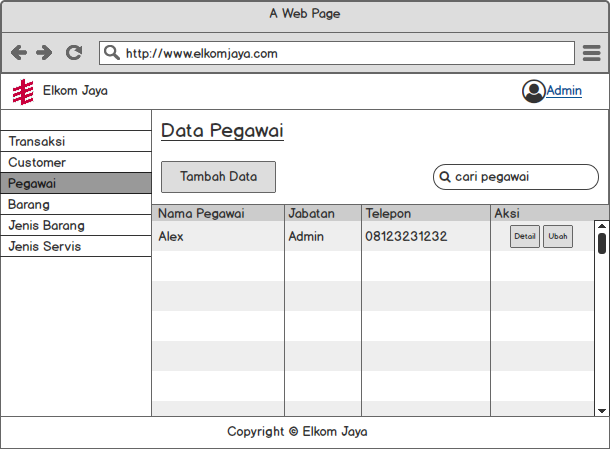 A Web Page
http://www.elkomjaya.com
Elkom Jaya
Admin
Transaksi
Customer
Pegawai
Barang
Jenis Barang
Jenis Servis
Data Pegawai
Tambah Data
cari pegawai
Nama Pegawai Jabatan Telepon Aksi
Alex Admin 08123231232 Detail Ubah
Copyright © Elkom Jaya